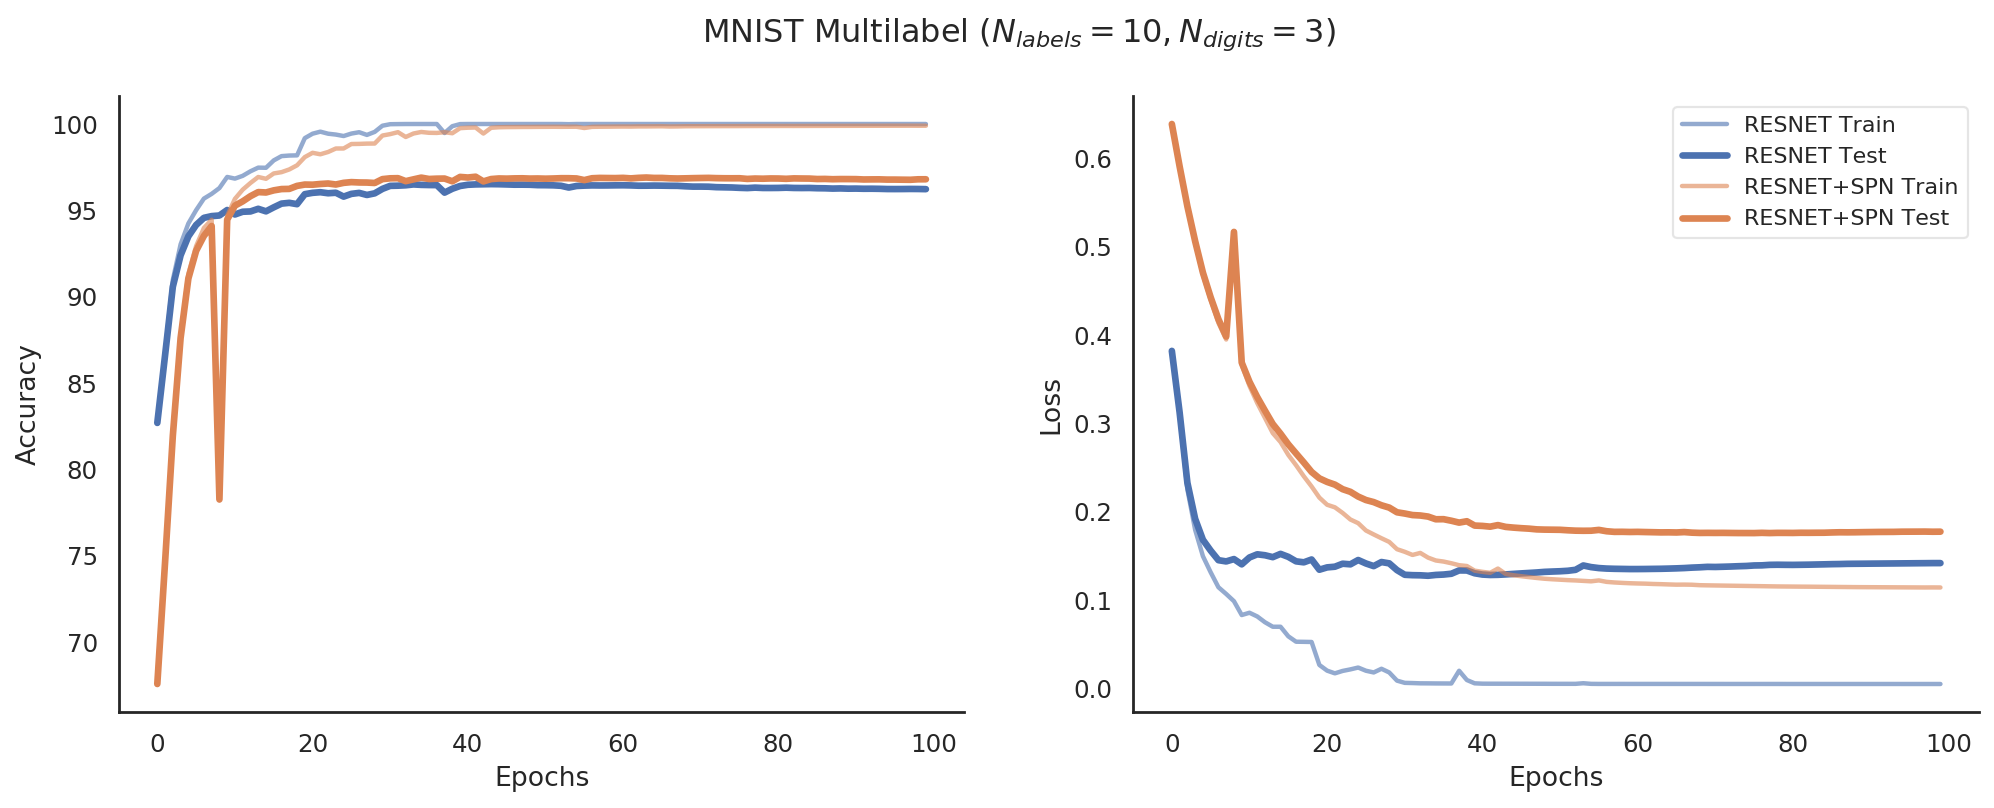 MNIST Multilabel (N_labels = 10, N_digits = 3)
Accuracy
100
95
90
85
80
75
70
0 20 40 60 80 100
Epochs
Loss
0.6
0.5
0.4
0.3
0.2
0.1
0.0
0 20 40 60 80 100
Epochs
RESNET Train
RESNET Test
RESNET+SPN Train
RESNET+SPN Test